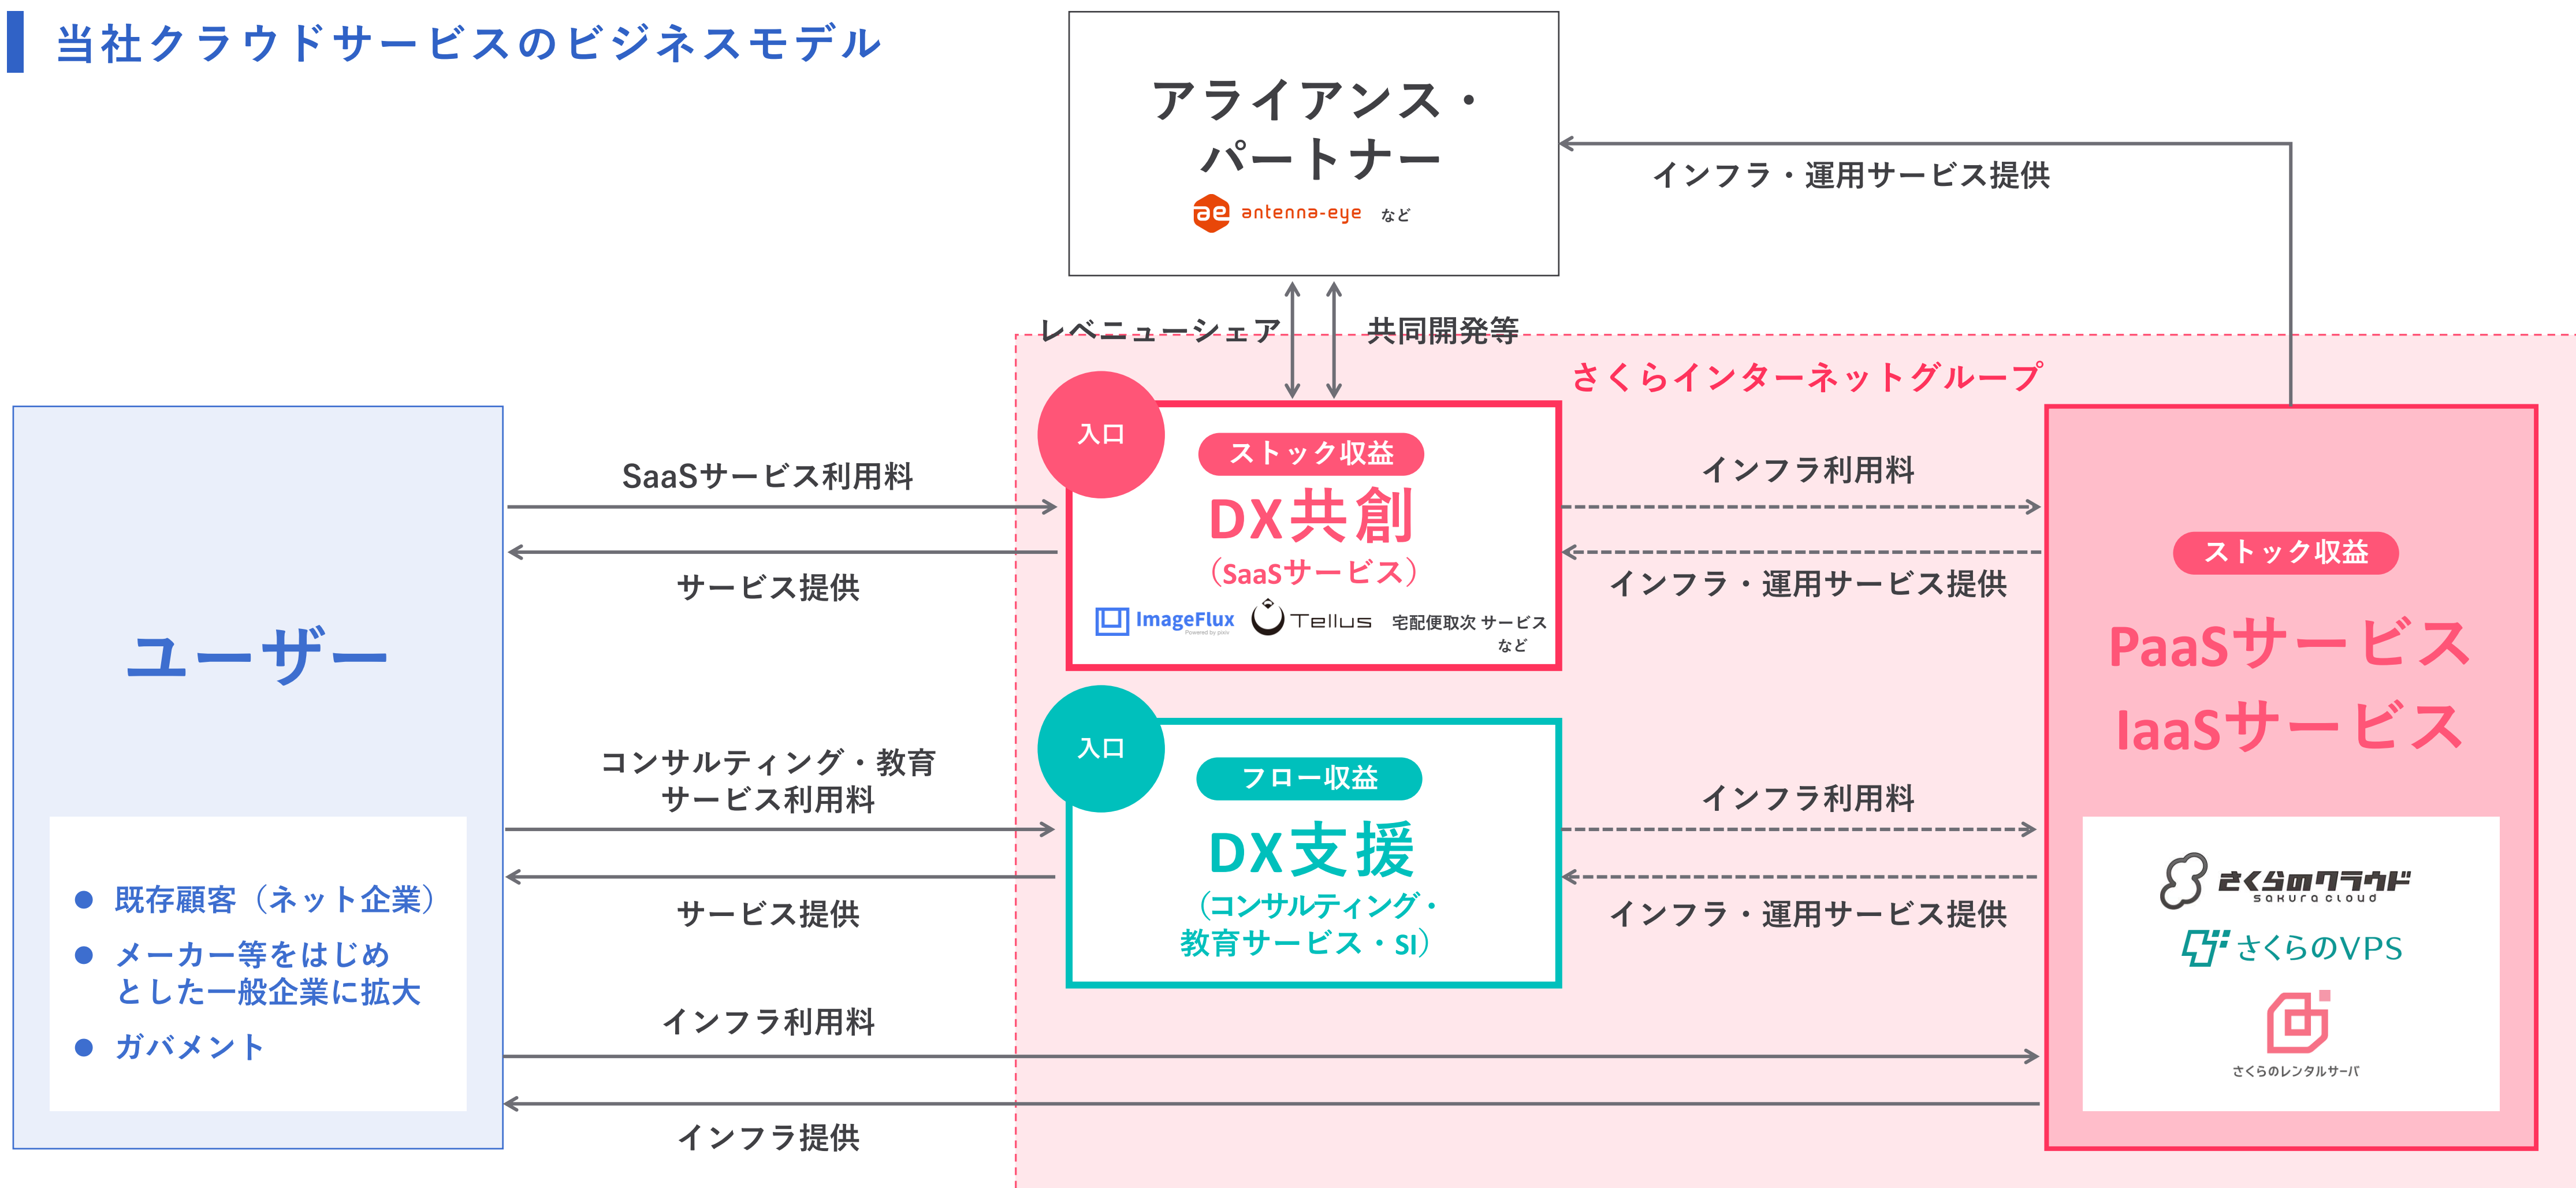 当社クラウドサービスのビジネスモデル
アライアンス・
パートナー
ae antenna-eye など
インフラ・運用サービス提供
レベニューシェア
共同開発等
さくらインターネットグループ
ユーザー
既存顧客（ネット企業）
メーカー等をはじめ
とした一般企業に拡大
ガバメント
SaaSサービス利用料
サービス提供
コンサルティング・教育
サービス利用料
サービス提供
インフラ利用料
インフラ提供
入口
ストック収益
DX共創
（SaaSサービス）
ImageFlux
Powered by pixiv
Tellus
宅配便取次 サービス
など
入口
フロー収益
DX支援
（コンサルティング・
教育サービス・SI）
インフラ利用料
インフラ・運用サービス提供
インフラ利用料
インフラ・運用サービス提供
ストック収益
PaaSサービス
IaaSサービス
さくらのクラウド
sakura cloud
さくらのVPS
さくらのレンタルサーバ